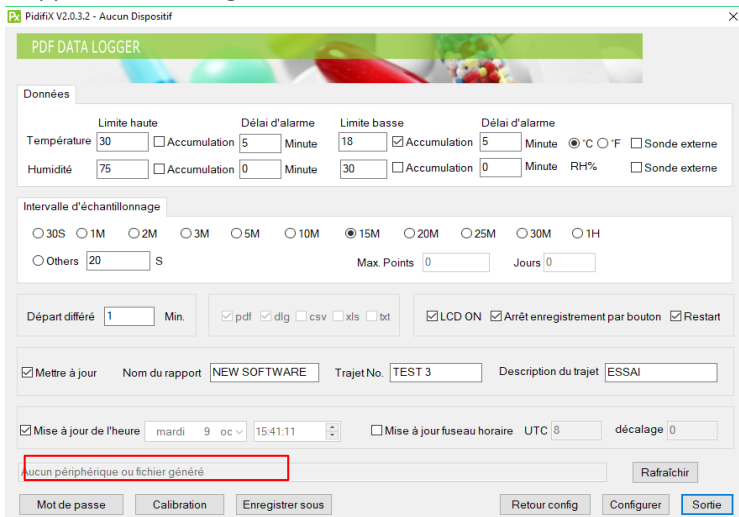 PidifiX V2.0.3.2 - Aucun Dispositif
PDF DATA LOGGER
Données
Limite haute Délai d'alarme Limite basse Délai d'alarme
Température 30 Accumulation 5 Minute 18 Accumulation 5 Minute °C °F Sonde externe
Humidité 75 Accumulation 0 Minute 30 Accumulation 0 Minute RH% Sonde externe
Intervalle d'échantillonnage
30S 1M 2M 3M 5M 10M 15M 20M 25M 30M 1H
Others 20 S Max. Points 0 Jours 0
Départ différé 1 Min. pdf dlg csv xls txt LCD ON Arrêt enregistrement par bouton Restart
Mettre à jour Nom du rapport NEW SOFTWARE Trajet No. TEST 3 Description du trajet ESSAI
Mise à jour de l'heure mardi 9 oc 15:41:11 Mise à jour fuseau horaire UTC 8 décalage 0
Aucun périphérique ou fichier généré Rafraîchir
Mot de passe Calibration Enregistrer sous Retour config Configurer Sortie